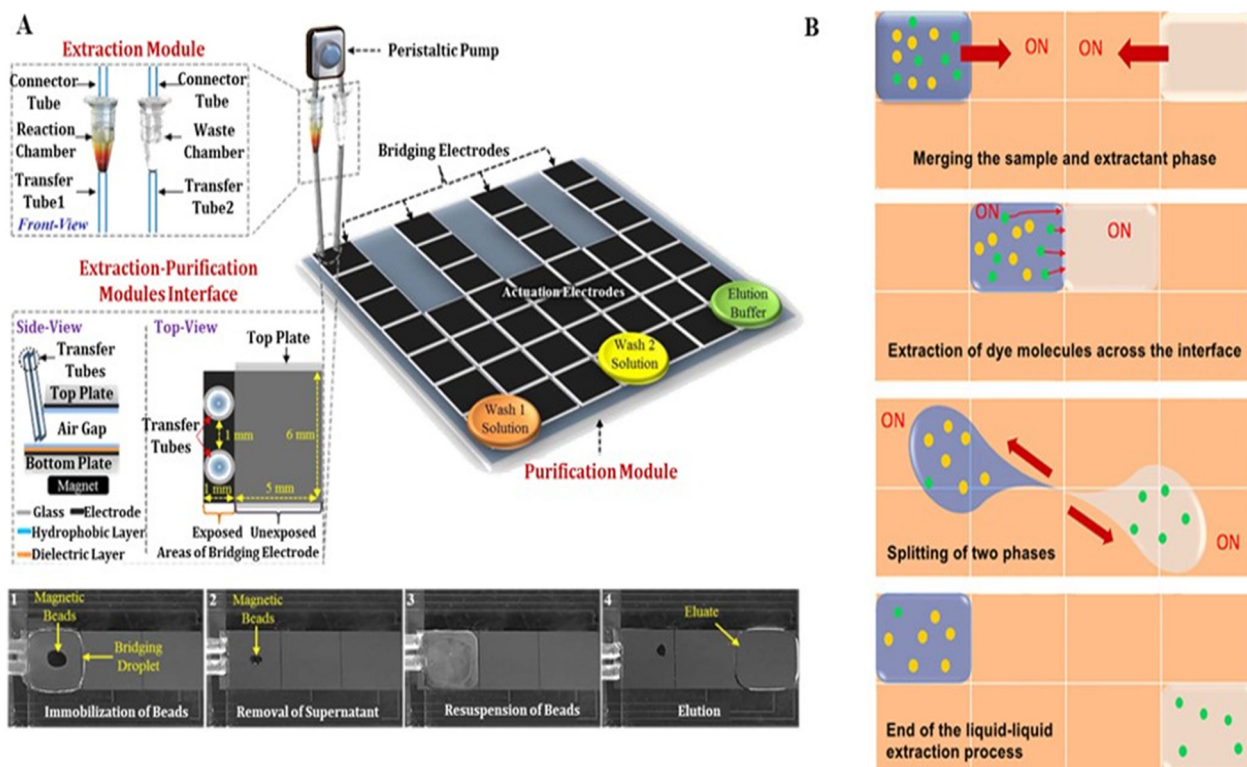 A
Extraction Module
Connector
Tube
Connector
Tube
Reaction
Chamber
Waste
Chamber
Transfer
Tube1
Transfer
Tube2
Front-View
Peristaltic Pump
Bridging Electrodes
Actuation Electrodes
Elution
Buffer
Wash 2
Solution
Wash 1
Solution
Purification Module
Extraction-Purification
Modules Interface
Side-View
Transfer
Tubes
Top Plate
Air Gap
Bottom Plate
Magnet
Glass
Electrode
Hydrophobic Layer
Dielectric Layer
Top-View
Top Plate
Transfer
Tubes
1 mm
6 mm
1 mm
5 mm
Exposed
Unexposed
Areas of Bridging Electrode
1
Magnetic
Beads
Bridging
Droplet
Immobilization of Beads
2
Magnetic
Beads
Removal of Supernatant
3
Resuspension of Beads
4
Eluate
Elution
B
ON
ON
Merging the sample and extractant phase
ON
ON
Extraction of dye molecules across the interface
ON
Splitting of two phases
ON
End of the liquid-liquid
extraction process